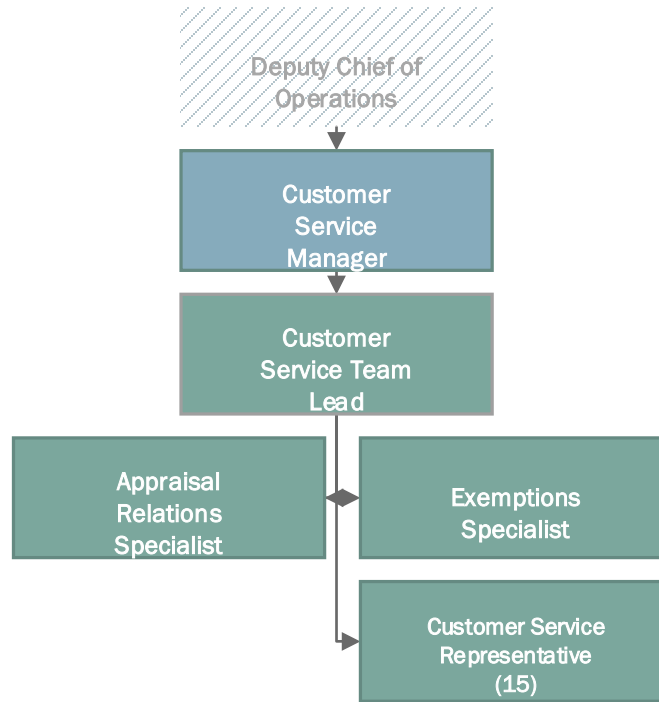 Deputy Chief of
Operations
Customer
Service
Manager
Customer
Service Team
Lead
Appraisal
Relations
Specialist
Exemptions
Specialist
Customer Service
Representative
(15)